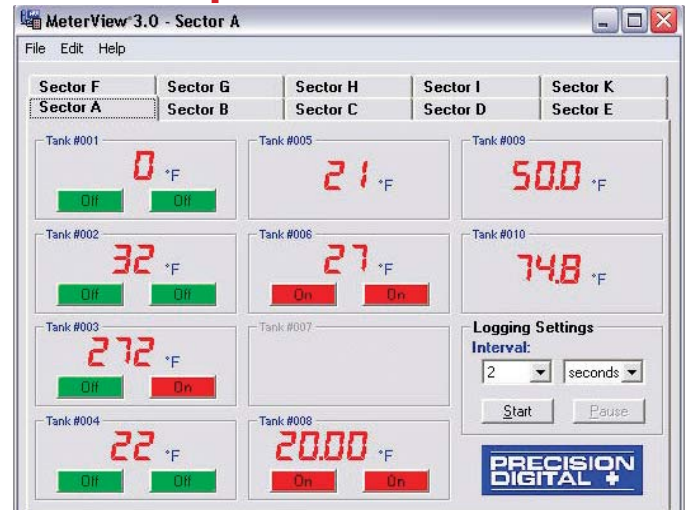 MeterView 3.0 - Sector A
File Edit Help
Sector F Sector G Sector H Sector I Sector K
Sector A Sector B Sector C Sector D Sector E
Tank #001 Tank #005 Tank #009
0 °F 21 °F 50.0 °F
Off Off
Tank #002 Tank #006 Tank #010
32 °F 27 °F 74.8 °F
Off Off On On
Tank #003 Tank #007 Logging Settings
272 °F Interval:
Off On 2 seconds
Start Pause
Tank #004 Tank #008
22 °F 20.00 °F
Off Off On On
PRECISION
DIGITAL